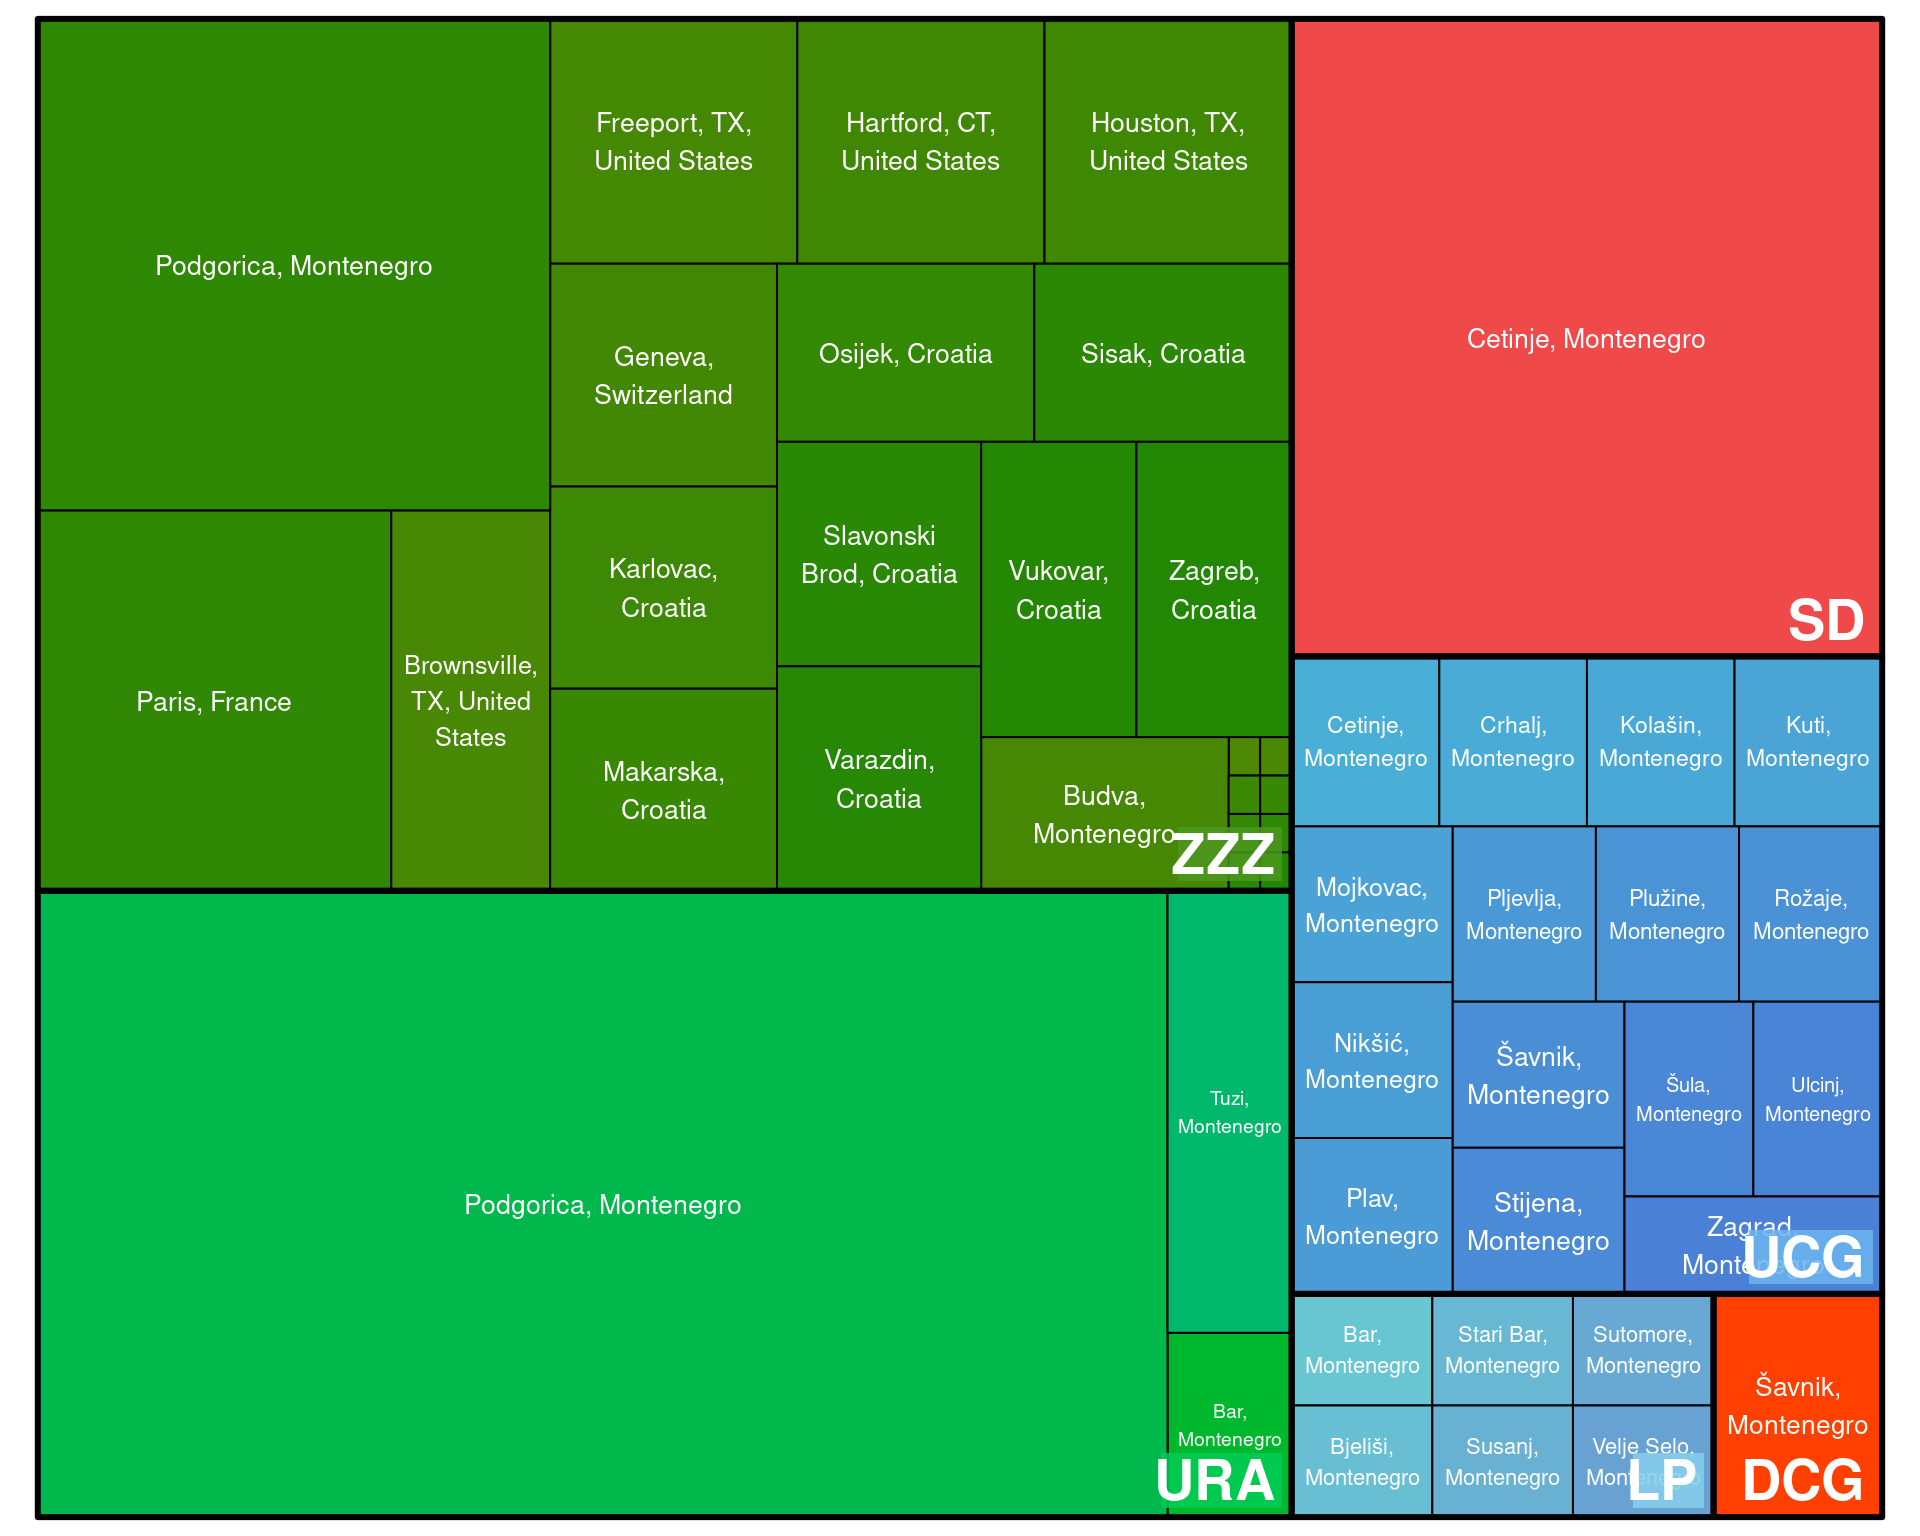 Podgorica, Montenegro
Freeport, TX,
United States
Hartford, CT,
United States
Houston, TX,
United States
Geneva,
Switzerland
Osijek, Croatia
Sisak, Croatia
Paris, France
Brownsville,
TX, United
States
Karlovac,
Croatia
Makarska,
Croatia
Slavonski
Brod, Croatia
Vukovar,
Croatia
Zagreb,
Croatia
Varazdin,
Croatia
Budva,
Montenegro
ZZZ
Podgorica, Montenegro
Tuzi,
Montenegro
Bar,
Montenegro
URA
Cetinje, Montenegro
SD
Cetinje,
Montenegro
Crhalj,
Montenegro
Kolašin,
Montenegro
Kuti,
Montenegro
Mojkovac,
Montenegro
Pljevlja,
Montenegro
Plužine,
Montenegro
Rožaje,
Montenegro
Nikšić,
Montenegro
Šavnik,
Montenegro
Šula,
Montenegro
Ulcinj,
Montenegro
Plav,
Montenegro
Stijena,
Montenegro
Zagrad,
Montenegro
UCG
Bar,
Montenegro
Stari Bar,
Montenegro
Sutomore,
Montenegro
Bjeliši,
Montenegro
Susanj,
Montenegro
Velje Selo,
Montenegro
LP
Šavnik,
Montenegro
DCG